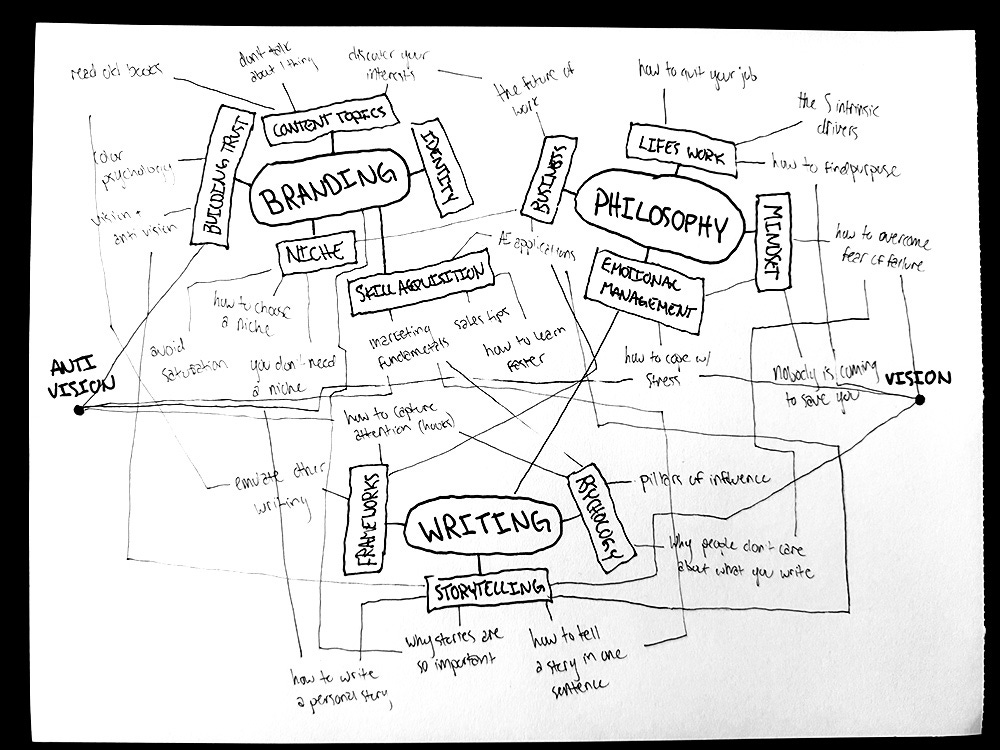 read old books
don't talk
about 1 thing
discover your
interests
the future of
work
how to quit your job
the 5 intrinsic
drivers
how to find purpose
how to overcome
fear of failure
CONTENT TOPICS
BUILDING TRUST
IDENTITY
BRANDING
NICHE
SKILL ACQUISITION
colour
psychology
vision +
anti vision
BUSINESS
LIFES WORK
PHILOSOPHY
MINDSET
EMOTIONAL
MANAGEMENT
AI applications
how to choose
a niche
avoid
saturation
you don't need
a niche
marketing
fundametals
sales tips
how to learn
faster
how to cope w/
stress
nobody is coming
to save you
ANTI
VISION
VISION
how to capture
attention (hooks)
emulate other
writing
FRAMEWORKS
WRITING
PSYCHOLOGY
STORYTELLING
pillars of influence
why people don't care
about what you write
how to write
a personal story
why stories are
so important
how to tell
a story in one
sentence